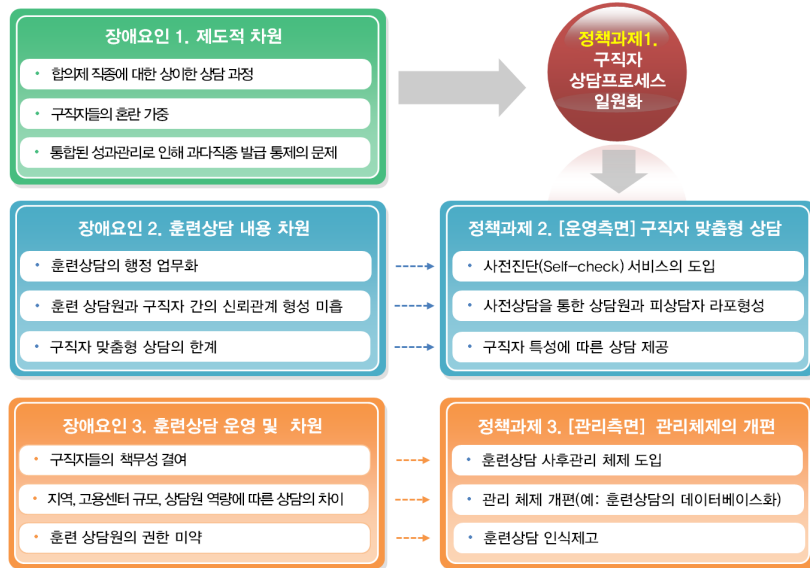 장애요인 1. 제도적 차원
• 합의제 직종에 대한 상이한 상담 과정
• 구직자들의 혼란 가중
• 통합된 성과관리로 인해 과다직종 발급 통제의 문제
정책과제1.
구직자
상담프로세스
일원화
장애요인 2. 훈련상담 내용 차원
• 훈련상담의 행정 업무화
• 훈련 상담원과 구직자 간의 신뢰관계 형성 미흡
• 구직자 맞춤형 상담의 한계
정책과제 2. [운영측면] 구직자 맞춤형 상담
• 사전진단(Self-check) 서비스의 도입
• 사전상담을 통한 상담원과 피상담자 라포형성
• 구직자 특성에 따른 상담 제공
장애요인 3. 훈련상담 운영 및 차원
• 구직자들의 책무성 결여
• 지역, 고용센터 규모, 상담원 역량에 따른 상담의 차이
• 훈련 상담원의 권한 미약
정책과제 3. [관리측면] 관리체제의 개편
• 훈련상담 사후관리 체제 도입
• 관리 체제 개편(예: 훈련상담의 데이터베이스화)
• 훈련상담 인식제고